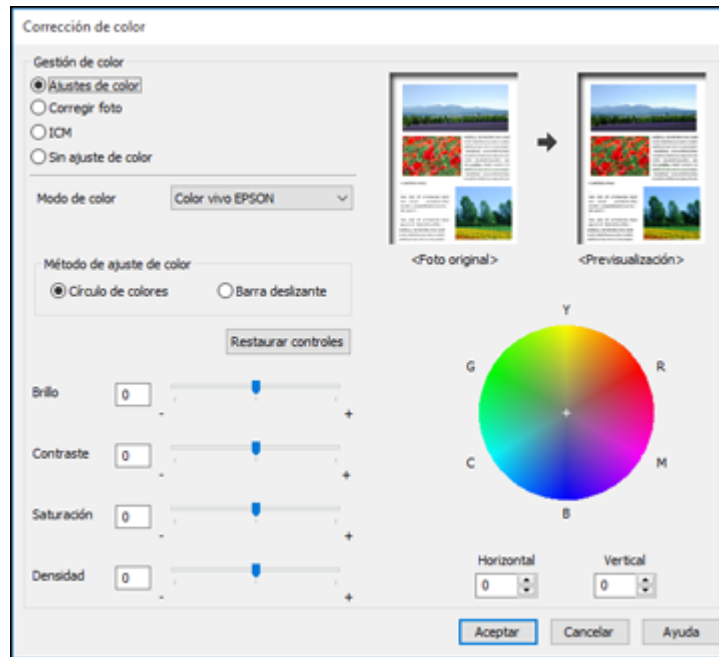 Corrección de color
Gestión de color
Ajustes de color
Corregir foto
ICM
Sin ajuste de color
Modo de color
Color vivo EPSON
Método de ajuste de color
Círculo de colores
Barra deslizante
Restaurar controles
Brillo
0
-
+
Contraste
0
-
+
Saturación
0
-
+
Densidad
0
-
+
<Foto original>
<Previsualización>
Y
G
R
C
M
B
Horizontal
Vertical
0
0
Aceptar
Cancelar
Ayuda